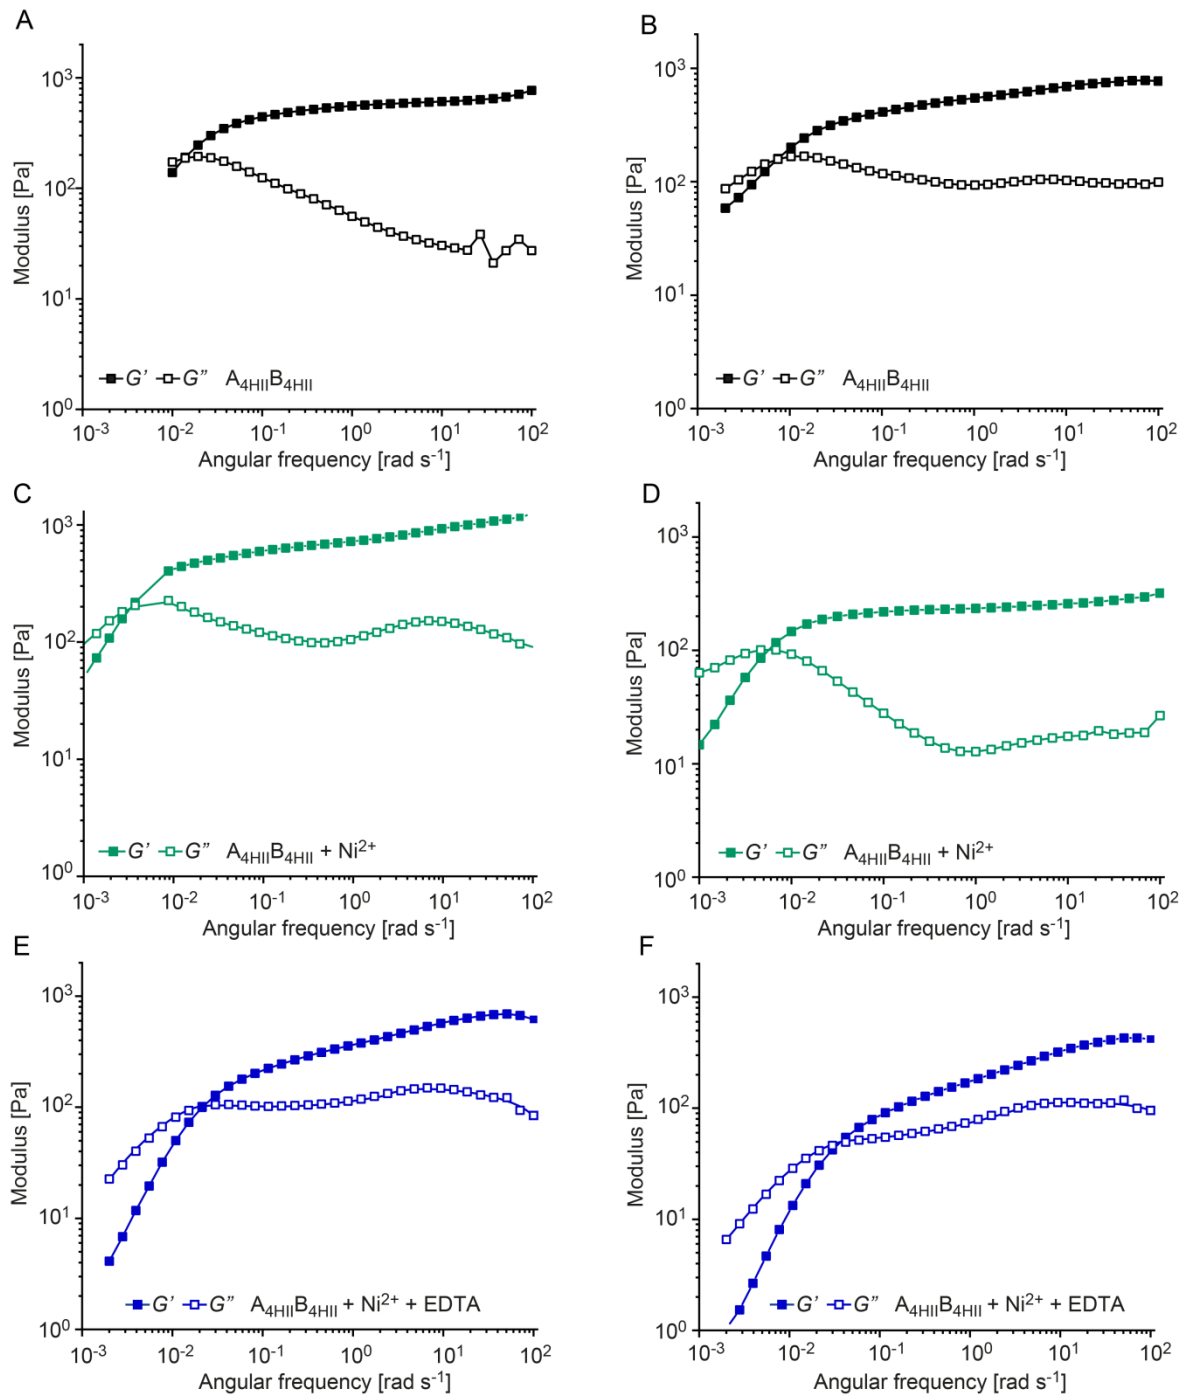 A
Modulus [Pa]
10³
10²
10¹
10⁰
G' G" A4HIIB4HII
10⁻³ 10⁻² 10⁻¹ 10⁰ 10¹ 10²
Angular frequency [rad s⁻¹]
B
Modulus [Pa]
10³
10²
10¹
10⁰
G' G" A4HIIB4HII
10⁻³ 10⁻² 10⁻¹ 10⁰ 10¹ 10²
Angular frequency [rad s⁻¹]
C
Modulus [Pa]
10³
10²
10¹
10⁰
G' G" A4HIIB4HII + Ni²⁺
10⁻³ 10⁻² 10⁻¹ 10⁰ 10¹ 10²
Angular frequency [rad s⁻¹]
D
Modulus [Pa]
10³
10²
10¹
10⁰
G' G" A4HIIB4HII + Ni²⁺
10⁻³ 10⁻² 10⁻¹ 10⁰ 10¹ 10²
Angular frequency [rad s⁻¹]
E
Modulus [Pa]
10³
10²
10¹
10⁰
G' G" A4HIIB4HII + Ni²⁺ + EDTA
10⁻³ 10⁻² 10⁻¹ 10⁰ 10¹ 10²
Angular frequency [rad s⁻¹]
F
Modulus [Pa]
10³
10²
10¹
10⁰
G' G" A4HIIB4HII + Ni²⁺ + EDTA
10⁻³ 10⁻² 10⁻¹ 10⁰ 10¹ 10²
Angular frequency [rad s⁻¹]